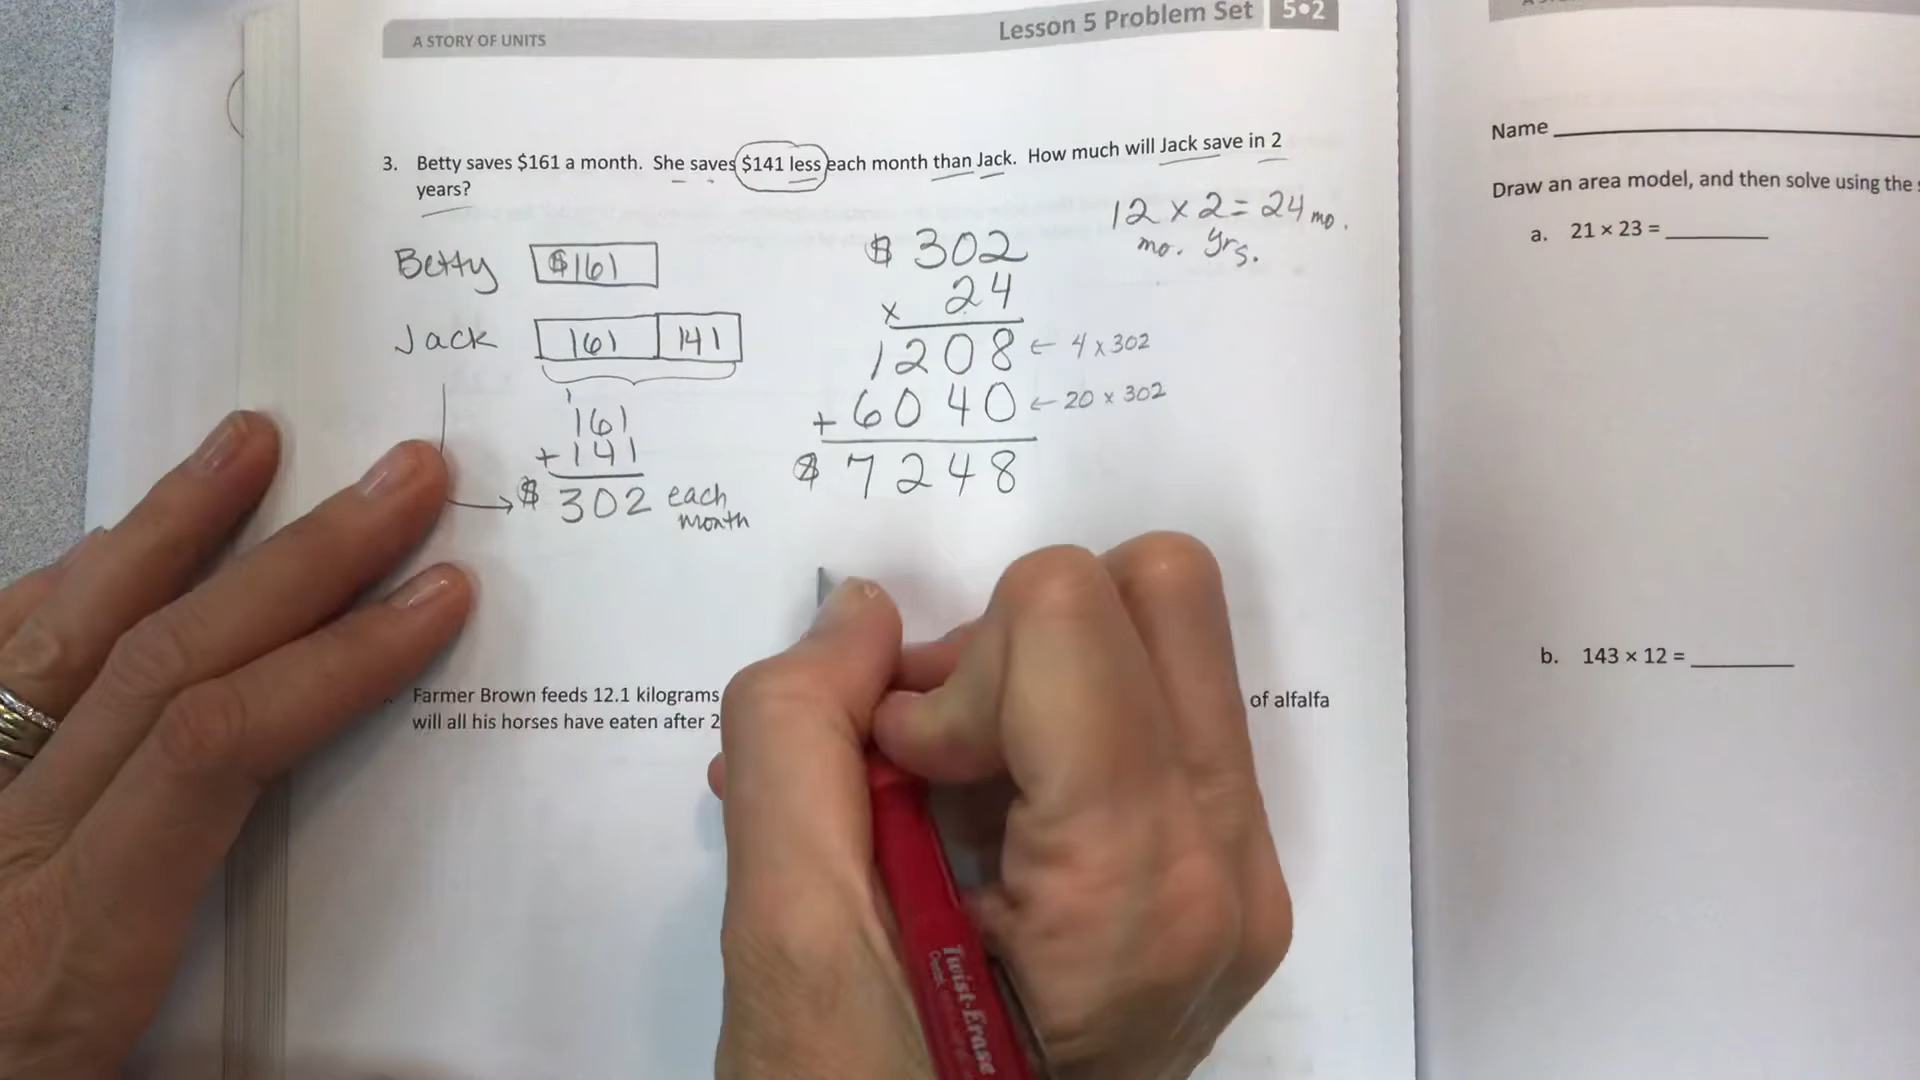 A STORY OF UNITS
Lesson 5 Problem Set 5•2
3. Betty saves $161 a month. She saves $141 less each month than Jack. How much will Jack save in 2
years?
12 x 2 = 24 mo.
mo. yrs.
Betty $161
Jack 161 141
1
161
+141
$ 302 each
month
$ 302
x 24
1208 ← 4 x 302
+ 6040 ← 20 x 302
$ 7248
Farmer Brown feeds 12.1 kilograms
of alfalfa
will all his horses have eaten after 2
Name
Draw an area model, and then solve using the
a. 21 × 23 =
b. 143 × 12 =
Twist-Erase
Pentel